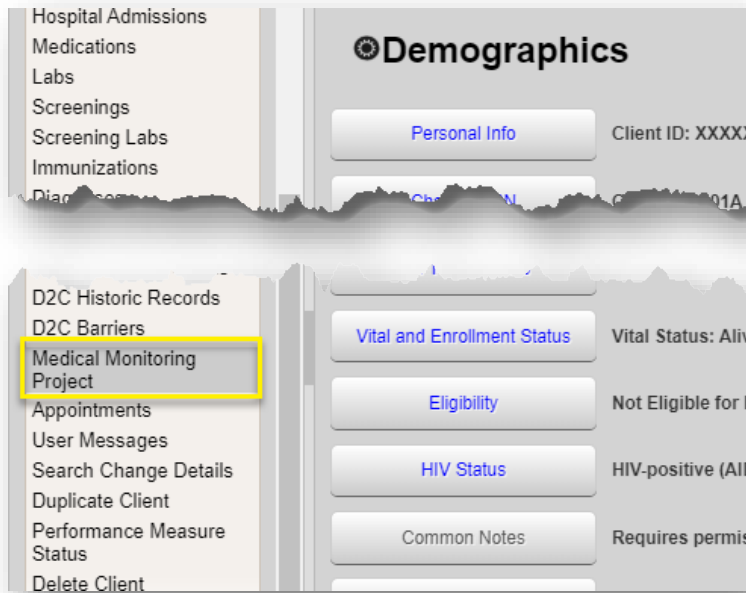 Hospital Admissions
Medications
Labs
Screenings
Screening Labs
Immunizations
D2C Historic Records
D2C Barriers
Medical Monitoring
Project
Appointments
User Messages
Search Change Details
Duplicate Client
Performance Measure
Status
Delete Client
Demographics
Personal Info Client ID: XXXX
Vital and Enrollment Status Vital Status: Aliv
Eligibility Not Eligible for
HIV Status HIV-positive (AI
Common Notes Requires permis